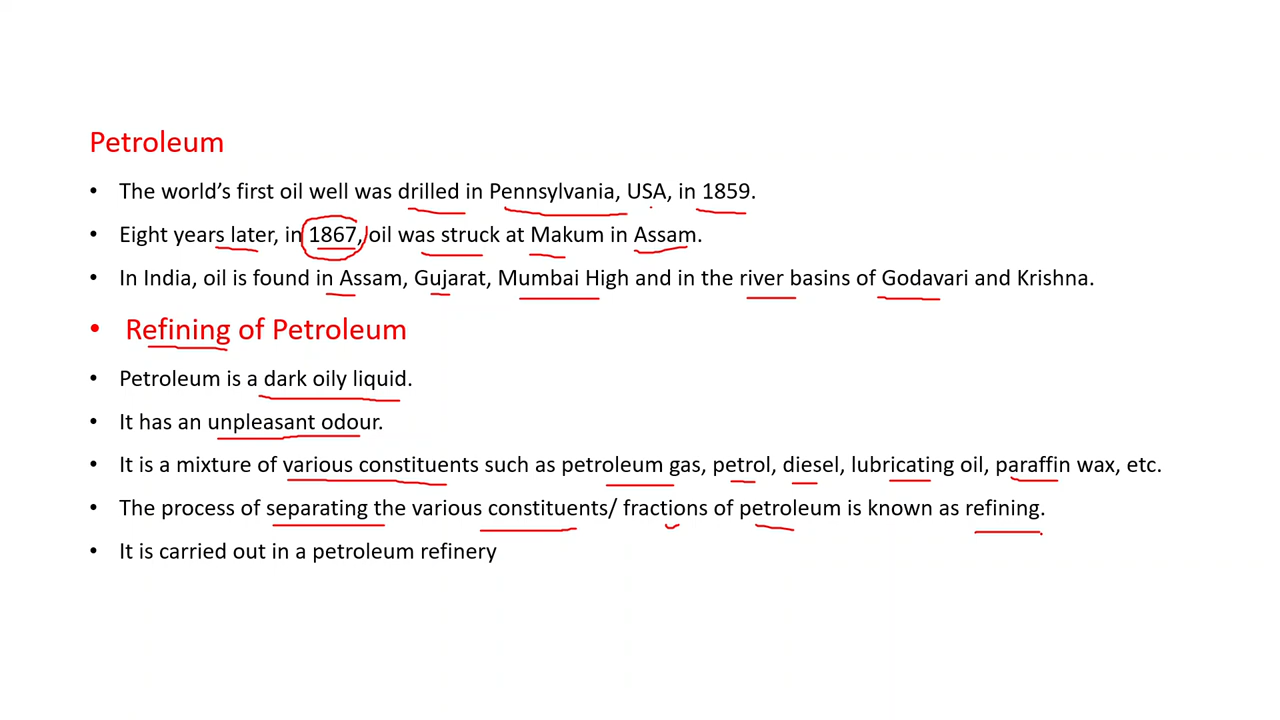 Petroleum
• The world’s first oil well was drilled in Pennsylvania, USA, in 1859.
• Eight years later, in 1867, oil was struck at Makum in Assam.
• In India, oil is found in Assam, Gujarat, Mumbai High and in the river basins of Godavari and Krishna.
• Refining of Petroleum
• Petroleum is a dark oily liquid.
• It has an unpleasant odour.
• It is a mixture of various constituents such as petroleum gas, petrol, diesel, lubricating oil, paraffin wax, etc.
• The process of separating the various constituents/ fractions of petroleum is known as refining.
• It is carried out in a petroleum refinery